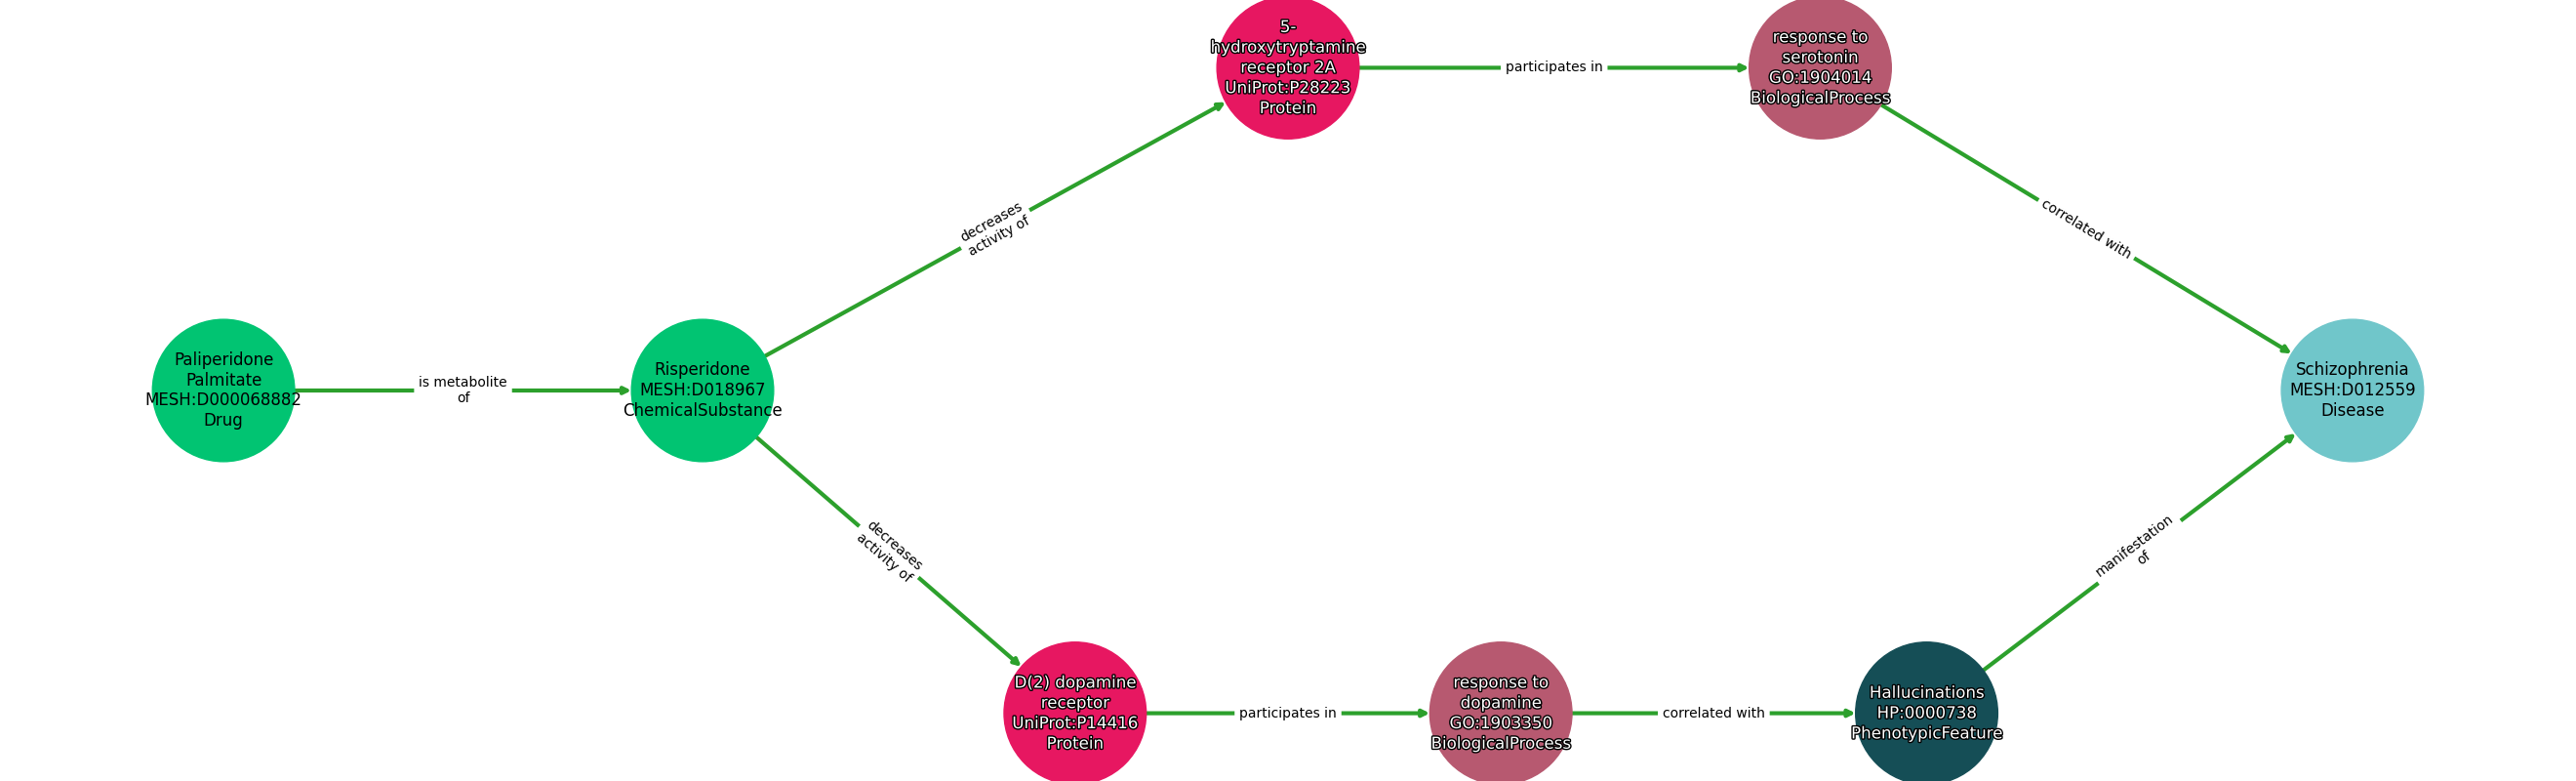 5-
hydroxytryptamine
receptor 2A
UniProt:P28223
Protein
participates in
response to
serotonin
GO:1904014
BiologicalProcess
decreases
activity of
correlated with
Paliperidone
Palmitate
MESH:D000068882
Drug
is metabolite
of
Risperidone
MESH:D018967
ChemicalSubstance
Schizophrenia
MESH:D012559
Disease
decreases
activity of
manifestation
of
D(2) dopamine
receptor
UniProt:P14416
Protein
participates in
response to
dopamine
GO:1903350
BiologicalProcess
correlated with
Hallucinations
HP:0000738
PhenotypicFeature